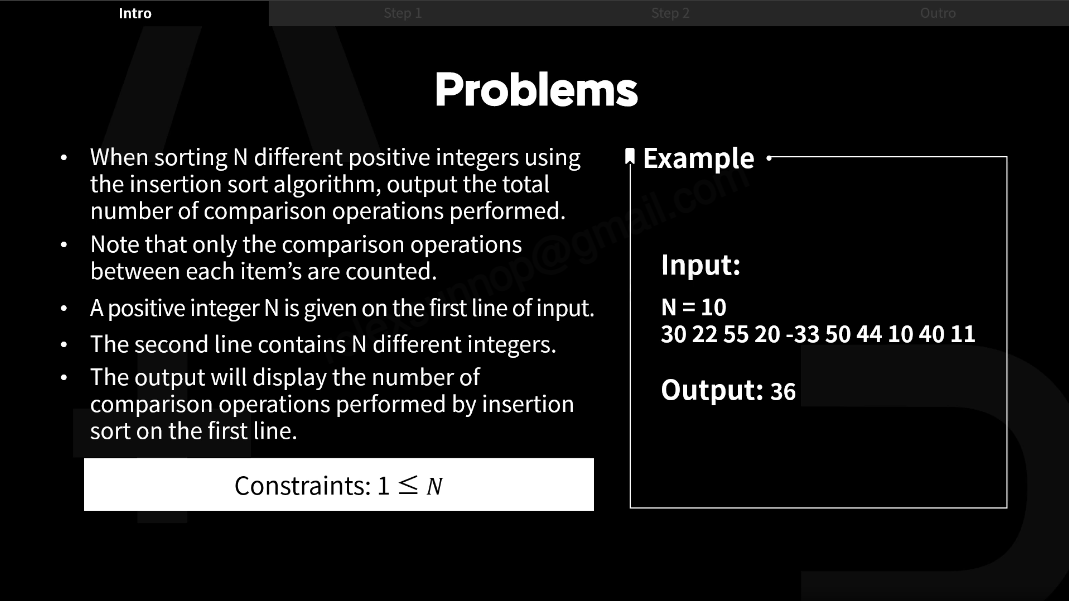 Intro
Step 1
Step 2
Outro
Problems
• When sorting N different positive integers using
the insertion sort algorithm, output the total
number of comparison operations performed.
• Note that only the comparison operations
between each item’s are counted.
• A positive integer N is given on the first line of input.
• The second line contains N different integers.
• The output will display the number of
comparison operations performed by insertion
sort on the first line.
Constraints: 1 ≤ N
Example
Input:
N = 10
30 22 55 20 -33 50 44 10 40 11
Output: 36